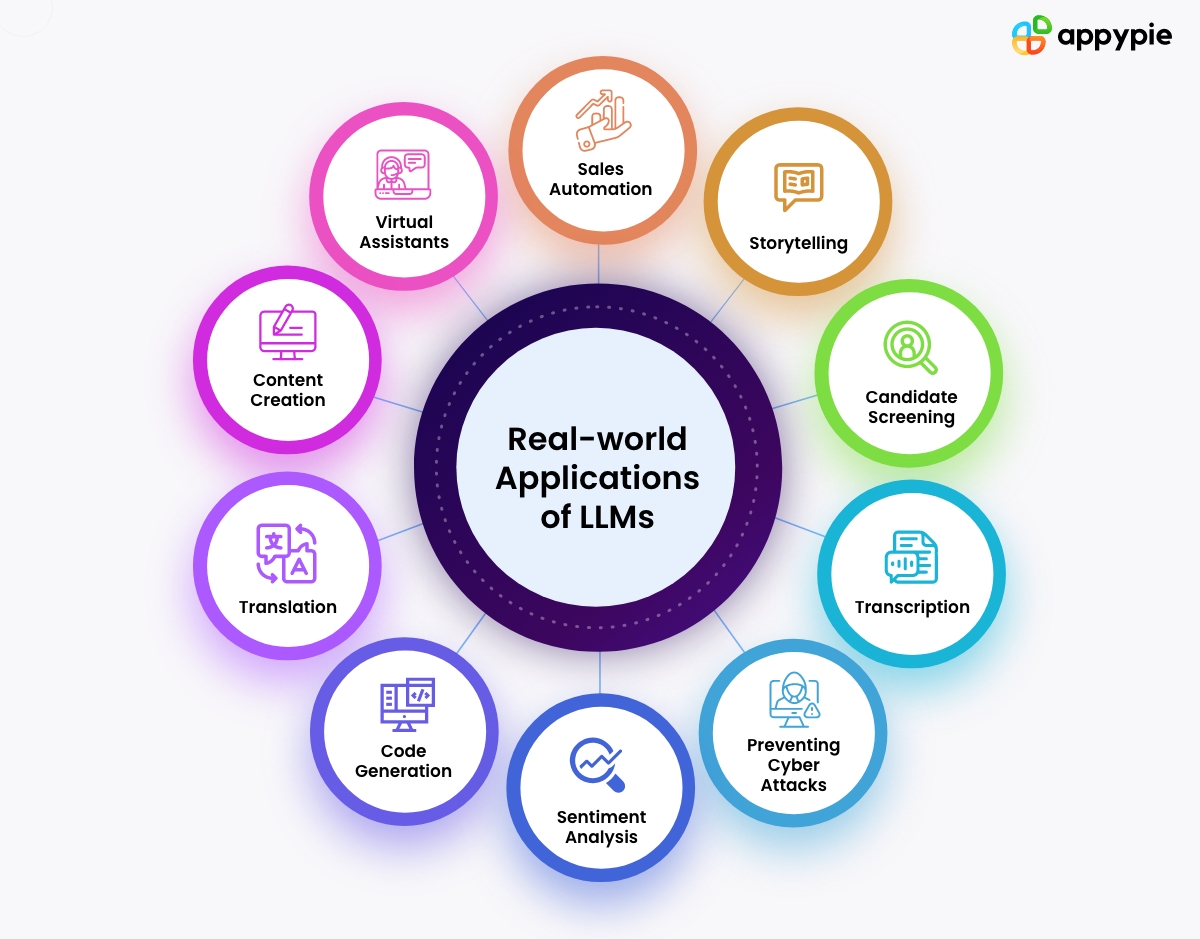 appypie
Sales
Automation
Storytelling
Candidate
Screening
Transcription
Preventing
Cyber
Attacks
Sentiment
Analysis
Code
Generation
Translation
Content
Creation
Virtual
Assistants
Real-world
Applications
of LLMs